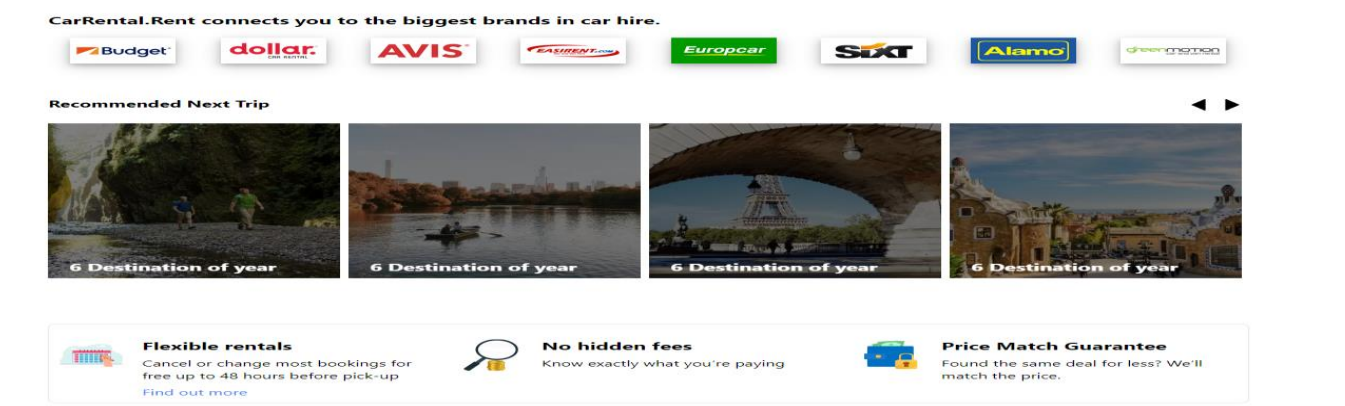 CarRental.Rent connects you to the biggest brands in car hire.
Budget dollar. CAR RENTAL AVIS EASIRENT.COM Europcar SIXT Alamo greenmotion
Recommended Next Trip
6 Destination of year 6 Destination of year 6 Destination of year 6 Destination of year
Flexible rentals No hidden fees Price Match Guarantee
Cancel or change most bookings for Know exactly what you're paying Found the same deal for less? We'll
free up to 48 hours before pick-up match the price.
Find out more